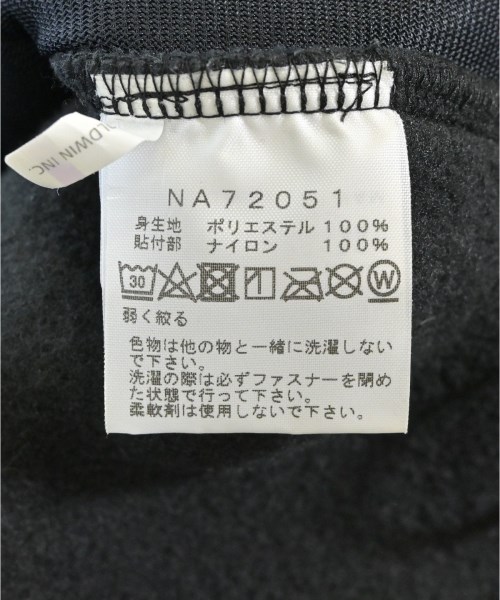 OLDWIN INC.
NA72051
身生地 ポリエステル 100%
貼付部 ナイロン 100%
30 W
弱く絞る
色物は他の物と一緒に洗濯しない
で下さい。
洗濯の際は必ずファスナーを閉め
た状態で行って下さい。
柔軟剤は使用しないで下さい。